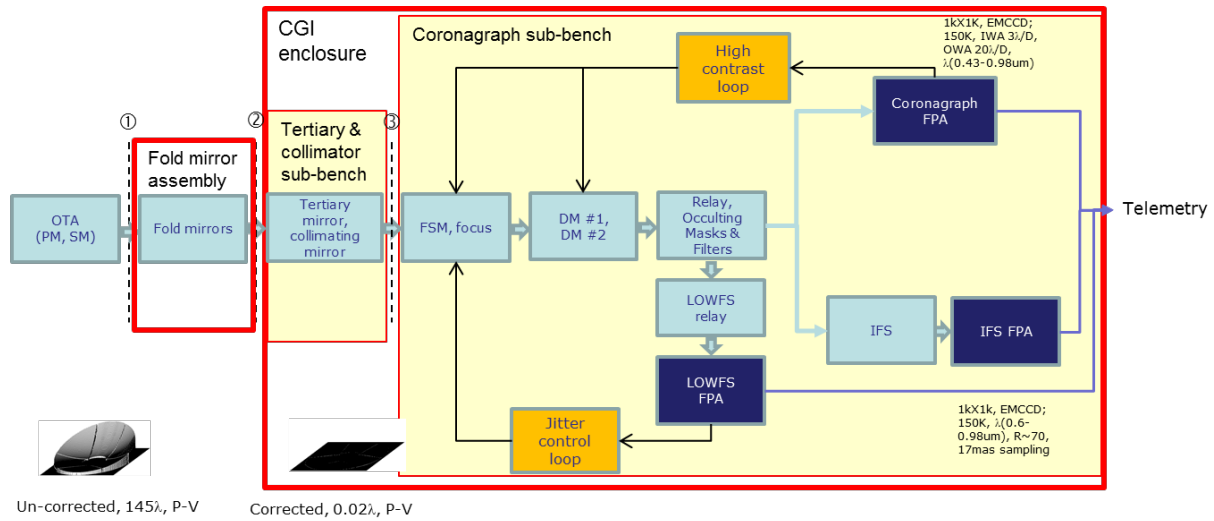 CGI
enclosure
Coronagraph sub-bench
1kX1K, EMCCD;
150K, IWA 3λ/D,
OWA 20λ/D,
λ(0.43-0.98um)
High
contrast
loop
Coronagraph
FPA
①
②
③
Fold mirror
assembly
Tertiary &
collimator
sub-bench
OTA
(PM, SM)
Fold mirrors
Tertiary
mirror,
collimating
mirror
FSM, focus
DM #1,
DM #2
Relay,
Occulting
Masks &
Filters
Telemetry
LOWFS
relay
IFS
IFS FPA
LOWFS
FPA
Jitter
control
loop
1kX1k, EMCCD;
150K, λ(0.6-
0.98um), R~70,
17mas sampling
Un-corrected, 145λ, P-V
Corrected, 0.02λ, P-V